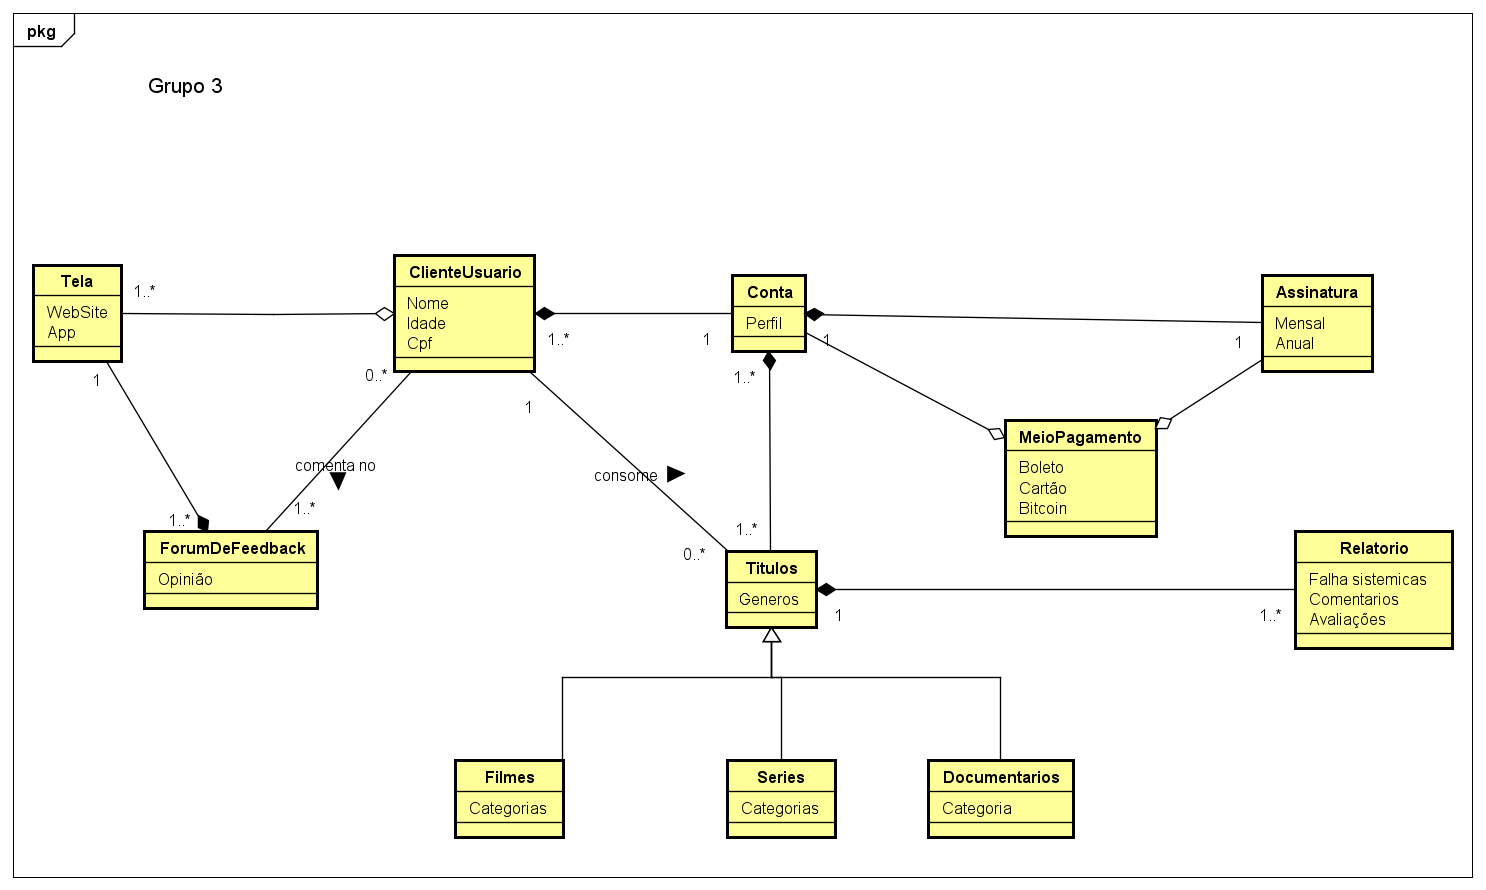 pkg
Grupo 3
Tela
WebSite
App
1..*
1
ClienteUsuario
Nome
Idade
Cpf
0..*
1..*
1
1
Conta
Perfil
1
1..*
Assinatura
Mensal
Anual
1
MeioPagamento
Boleto
Cartão
Bitcoin
comenta no
1..*
consome
0..*
1..*
1..*
ForumDeFeedback
Opinião
Titulos
Generos
1
1..*
Relatorio
Falha sistemicas
Comentarios
Avaliações
Filmes
Categorias
Series
Categorias
Documentarios
Categoria